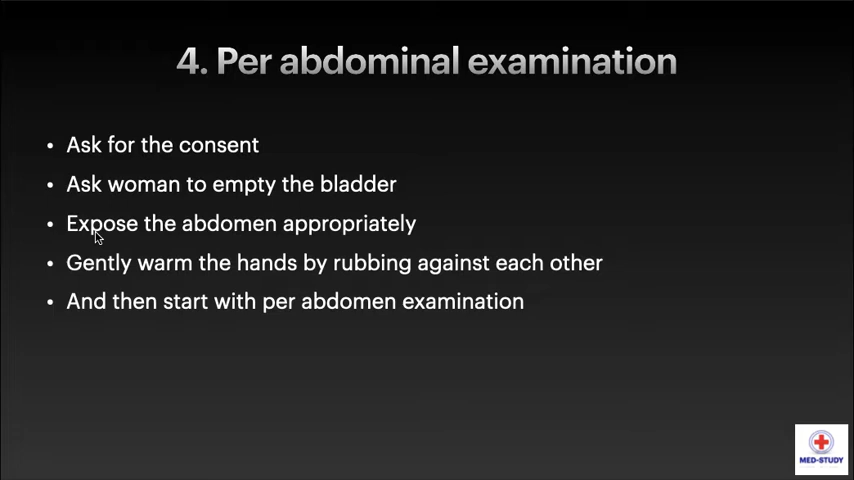 4. Per abdominal examination
• Ask for the consent
• Ask woman to empty the bladder
• Expose the abdomen appropriately
• Gently warm the hands by rubbing against each other
• And then start with per abdomen examination
MED-STUDY